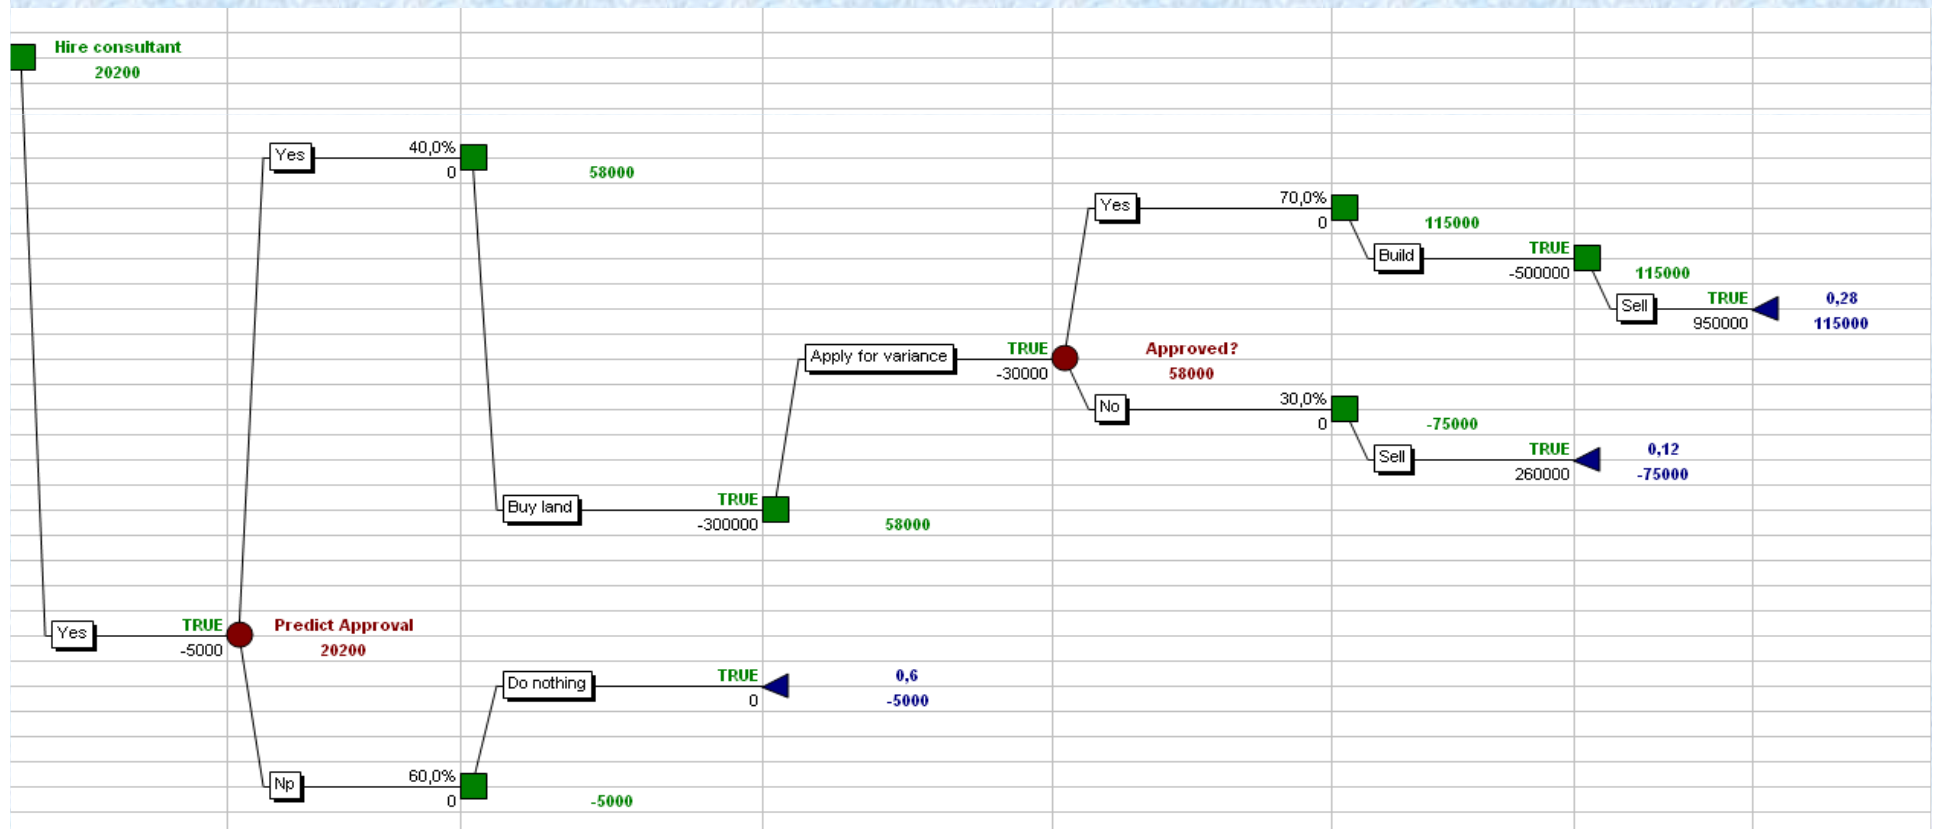 Hire consultant
20200
Yes
40,0%
0
58000
Yes
70,0%
0
115000
Build
TRUE
-500000
115000
Sell
TRUE
950000
0,28
115000
Apply for variance
TRUE
-30000
Approved?
58000
No
30,0%
0
-75000
Sell
TRUE
260000
0,12
-75000
Buy land
TRUE
-300000
58000
Yes
TRUE
-5000
Predict Approval
20200
Do nothing
TRUE
0
0,6
-5000
Np
60,0%
0
-5000